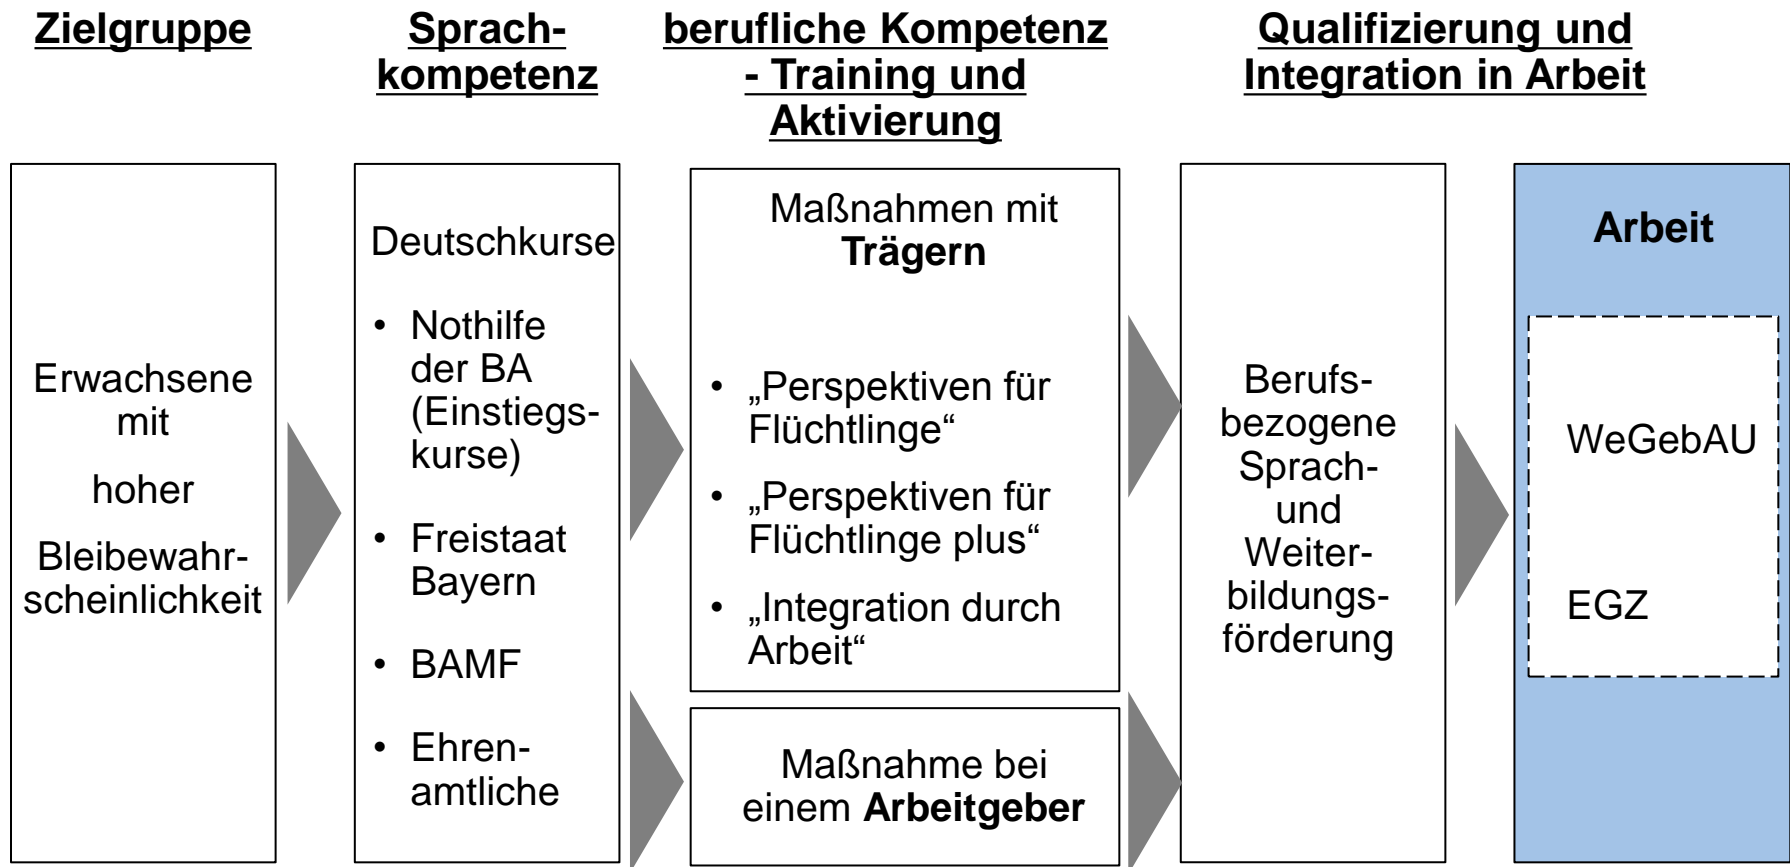 Zielgruppe
Sprach-
kompetenz
berufliche Kompetenz
- Training und
Aktivierung
Qualifizierung und
Integration in Arbeit
Erwachsene
mit
hoher
Bleibewahr-
scheinlichkeit
Deutschkurse
• Nothilfe
der BA
(Einstiegs-
kurse)
• Freistaat
Bayern
• BAMF
• Ehren-
amtliche
Maßnahmen mit
Trägern
• „Perspektiven für
Flüchtlinge“
• „Perspektiven für
Flüchtlinge plus“
• „Integration durch
Arbeit“
Maßnahme bei
einem Arbeitgeber
Berufs-
bezogene
Sprach-
und
Weiter-
bildungs-
förderung
Arbeit
WeGebAU
EGZ